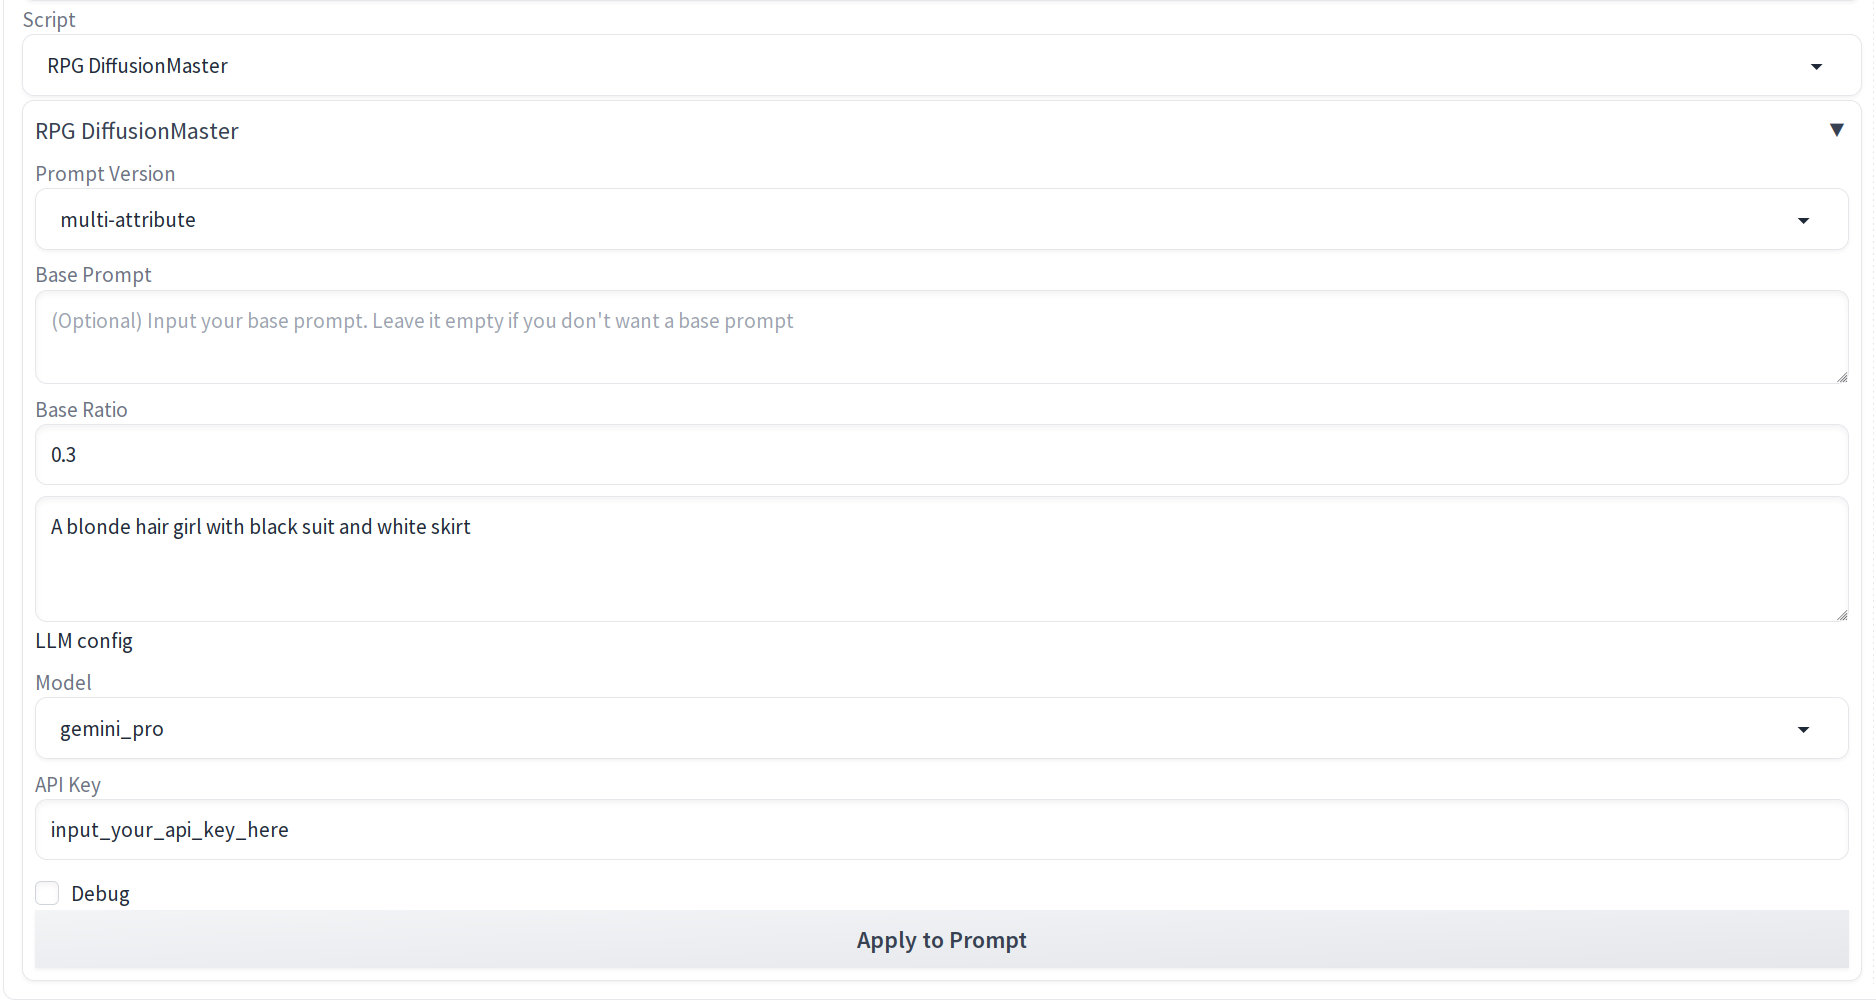 Script
RPG DiffusionMaster
RPG DiffusionMaster
Prompt Version
multi-attribute
Base Prompt
(Optional) Input your base prompt. Leave it empty if you don't want a base prompt
Base Ratio
0.3
A blonde hair girl with black suit and white skirt
LLM config
Model
gemini_pro
API Key
input_your_api_key_here
Debug
Apply to Prompt